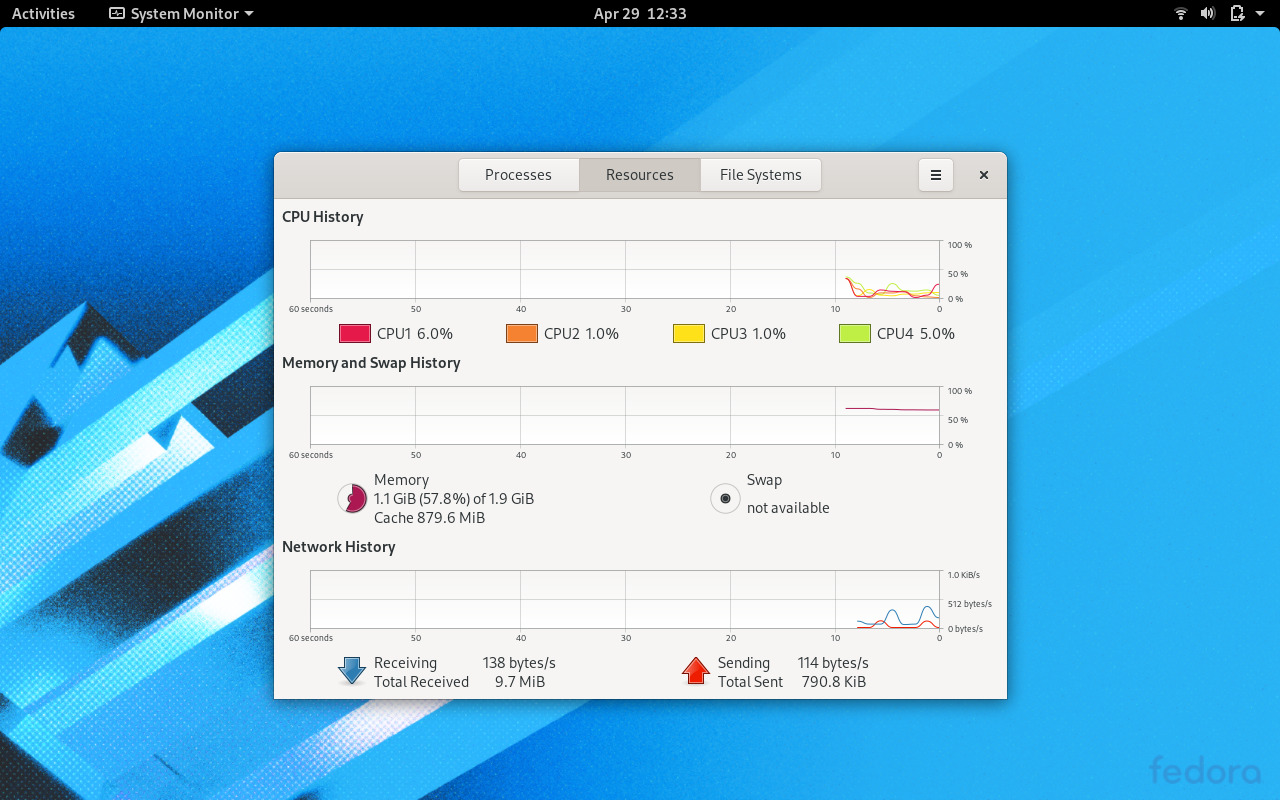 Activities System Monitor Apr 29 12:33
Processes Resources File Systems
CPU History
100 %
50 %
0 %
60 seconds 50 40 30 20 10 0
CPU1 6.0% CPU2 1.0% CPU3 1.0% CPU4 5.0%
Memory and Swap History
100 %
50 %
0 %
60 seconds 50 40 30 20 10 0
Memory
1.1 GiB (57.8%) of 1.9 GiB
Cache 879.6 MiB
Swap
not available
Network History
1.0 KiB/s
512 bytes/s
0 bytes/s
60 seconds 50 40 30 20 10 0
Receiving 138 bytes/s
Total Received 9.7 MiB
Sending 114 bytes/s
Total Sent 790.8 KiB
fedora